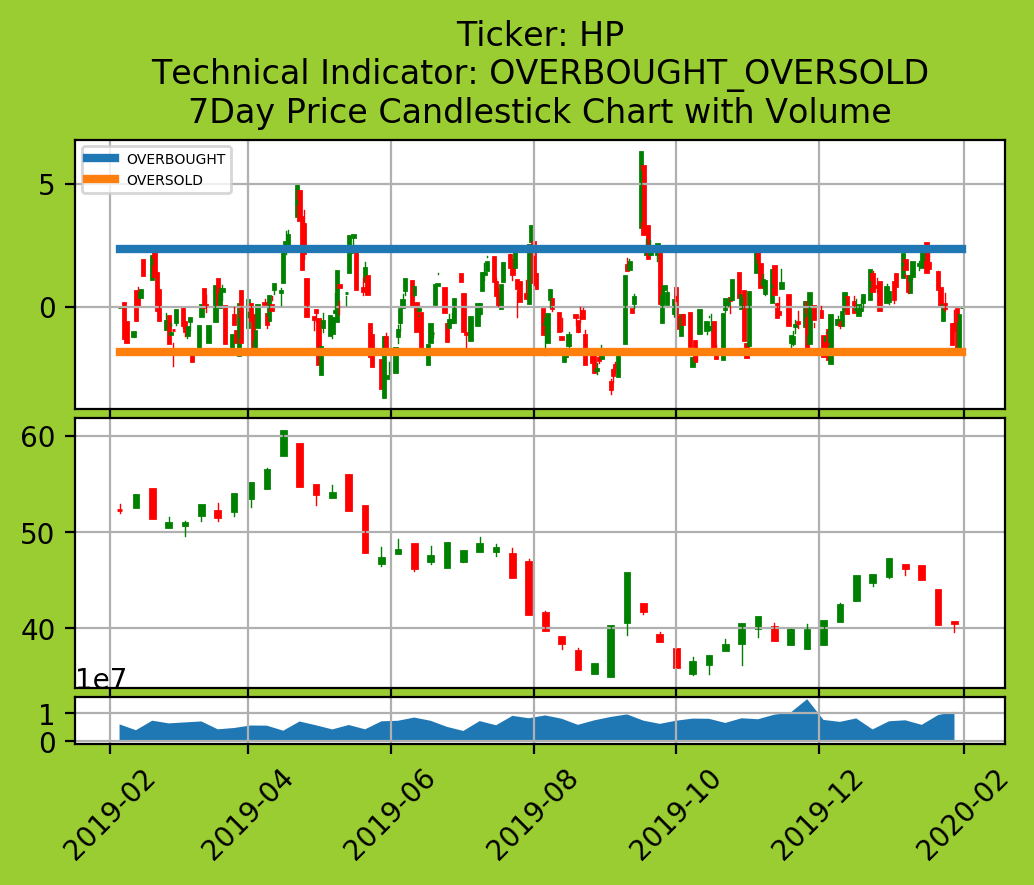 Ticker: HP
Technical Indicator: OVERBOUGHT_OVERSOLD
7Day Price Candlestick Chart with Volume
OVERBOUGHT
OVERSOLD
5
0
60
50
40
1e7
1
0
2019-02
2019-04
2019-06
2019-08
2019-10
2019-12
2020-02